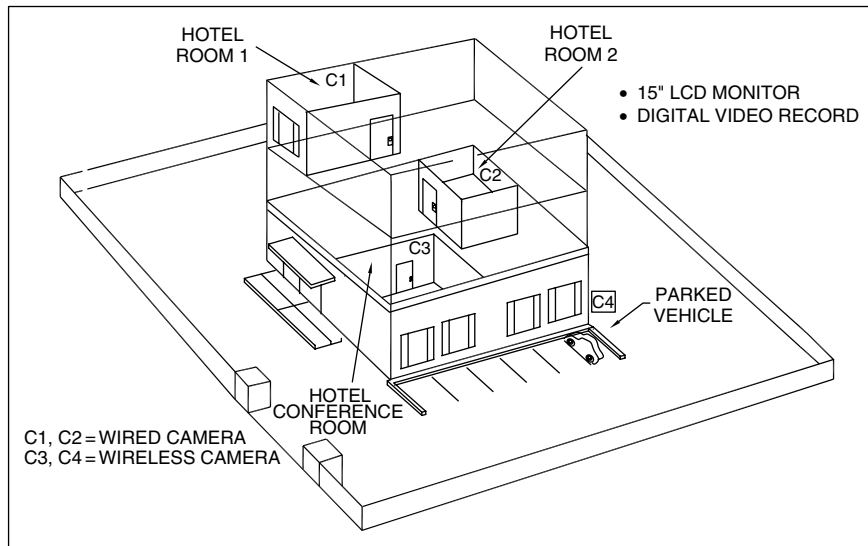 HOTEL
ROOM 1
C1
HOTEL
ROOM 2
• 15" LCD MONITOR
• DIGITAL VIDEO RECORD
C2
C3
C4
PARKED
VEHICLE
HOTEL
CONFERENCE
ROOM
C1, C2 = WIRED CAMERA
C3, C4 = WIRELESS CAMERA